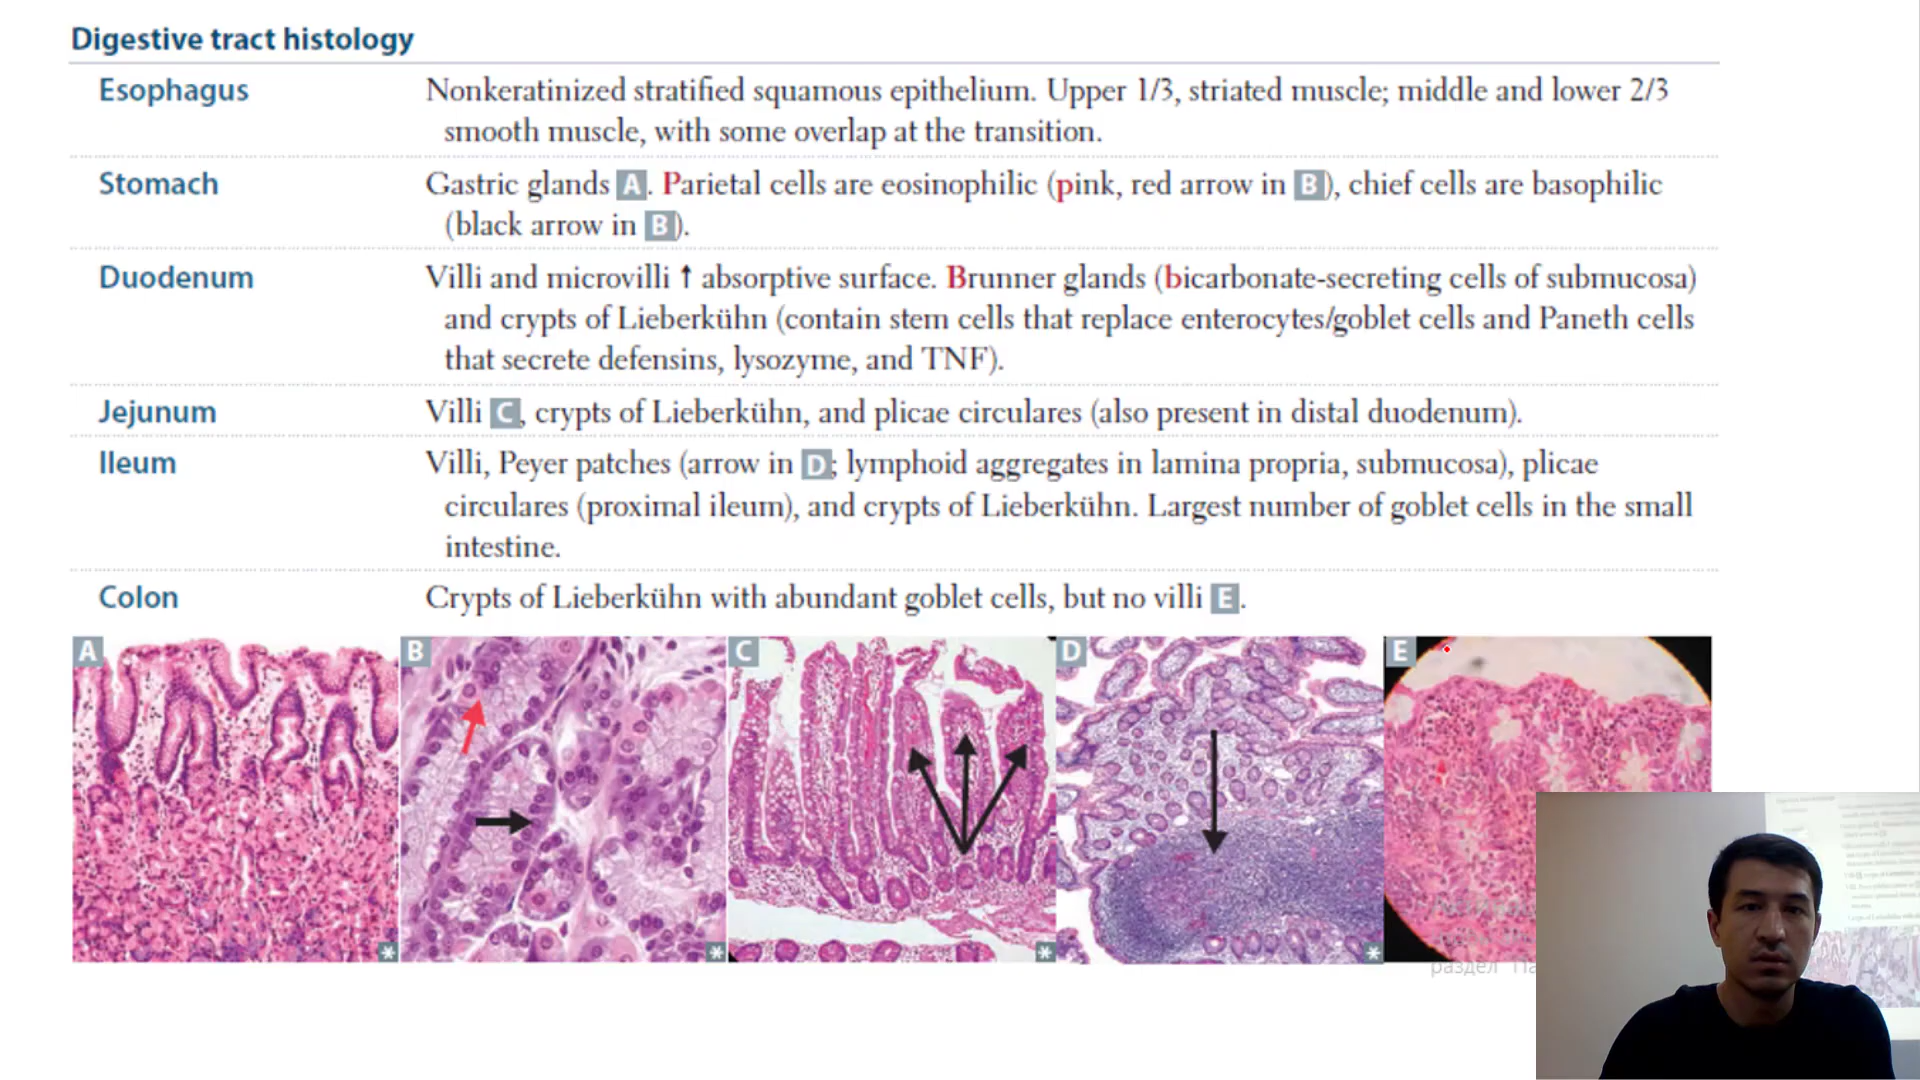 Digestive tract histology
Esophagus
Nonkeratinized stratified squamous epithelium. Upper 1/3, striated muscle; middle and lower 2/3
smooth muscle, with some overlap at the transition.
Stomach
Gastric glands A. Parietal cells are eosinophilic (pink, red arrow in B), chief cells are basophilic
(black arrow in B).
Duodenum
Villi and microvilli ↑ absorptive surface. Brunner glands (bicarbonate-secreting cells of submucosa)
and crypts of Lieberkühn (contain stem cells that replace enterocytes/goblet cells and Paneth cells
that secrete defensins, lysozyme, and TNF).
Jejunum
Villi C, crypts of Lieberkühn, and plicae circulares (also present in distal duodenum).
Ileum
Villi, Peyer patches (arrow in D; lymphoid aggregates in lamina propria, submucosa), plicae
circulares (proximal ileum), and crypts of Lieberkühn. Largest number of goblet cells in the small
intestine.
Colon
Crypts of Lieberkühn with abundant goblet cells, but no villi E.
A B C D E
* * * *
раздел "Па